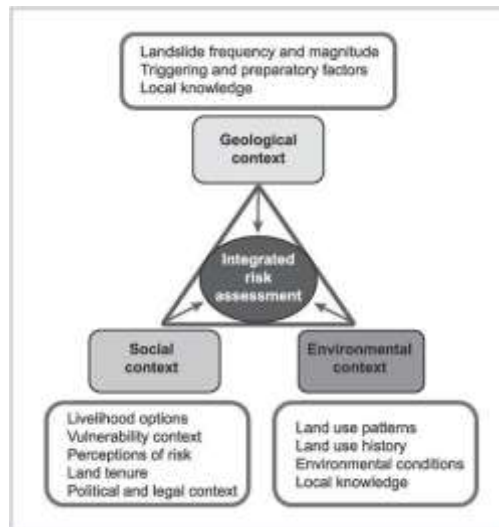 Landslide frequency and magnitude
Triggering and preparatory factors
Local knowledge
Geological
context
Integrated
risk
assessment
Social
context
Environmental
context
Livelihood options
Vulnerability context
Perceptions of risk
Land tenure
Political and legal context
Land use patterns
Land use history
Environmental conditions
Local knowledge